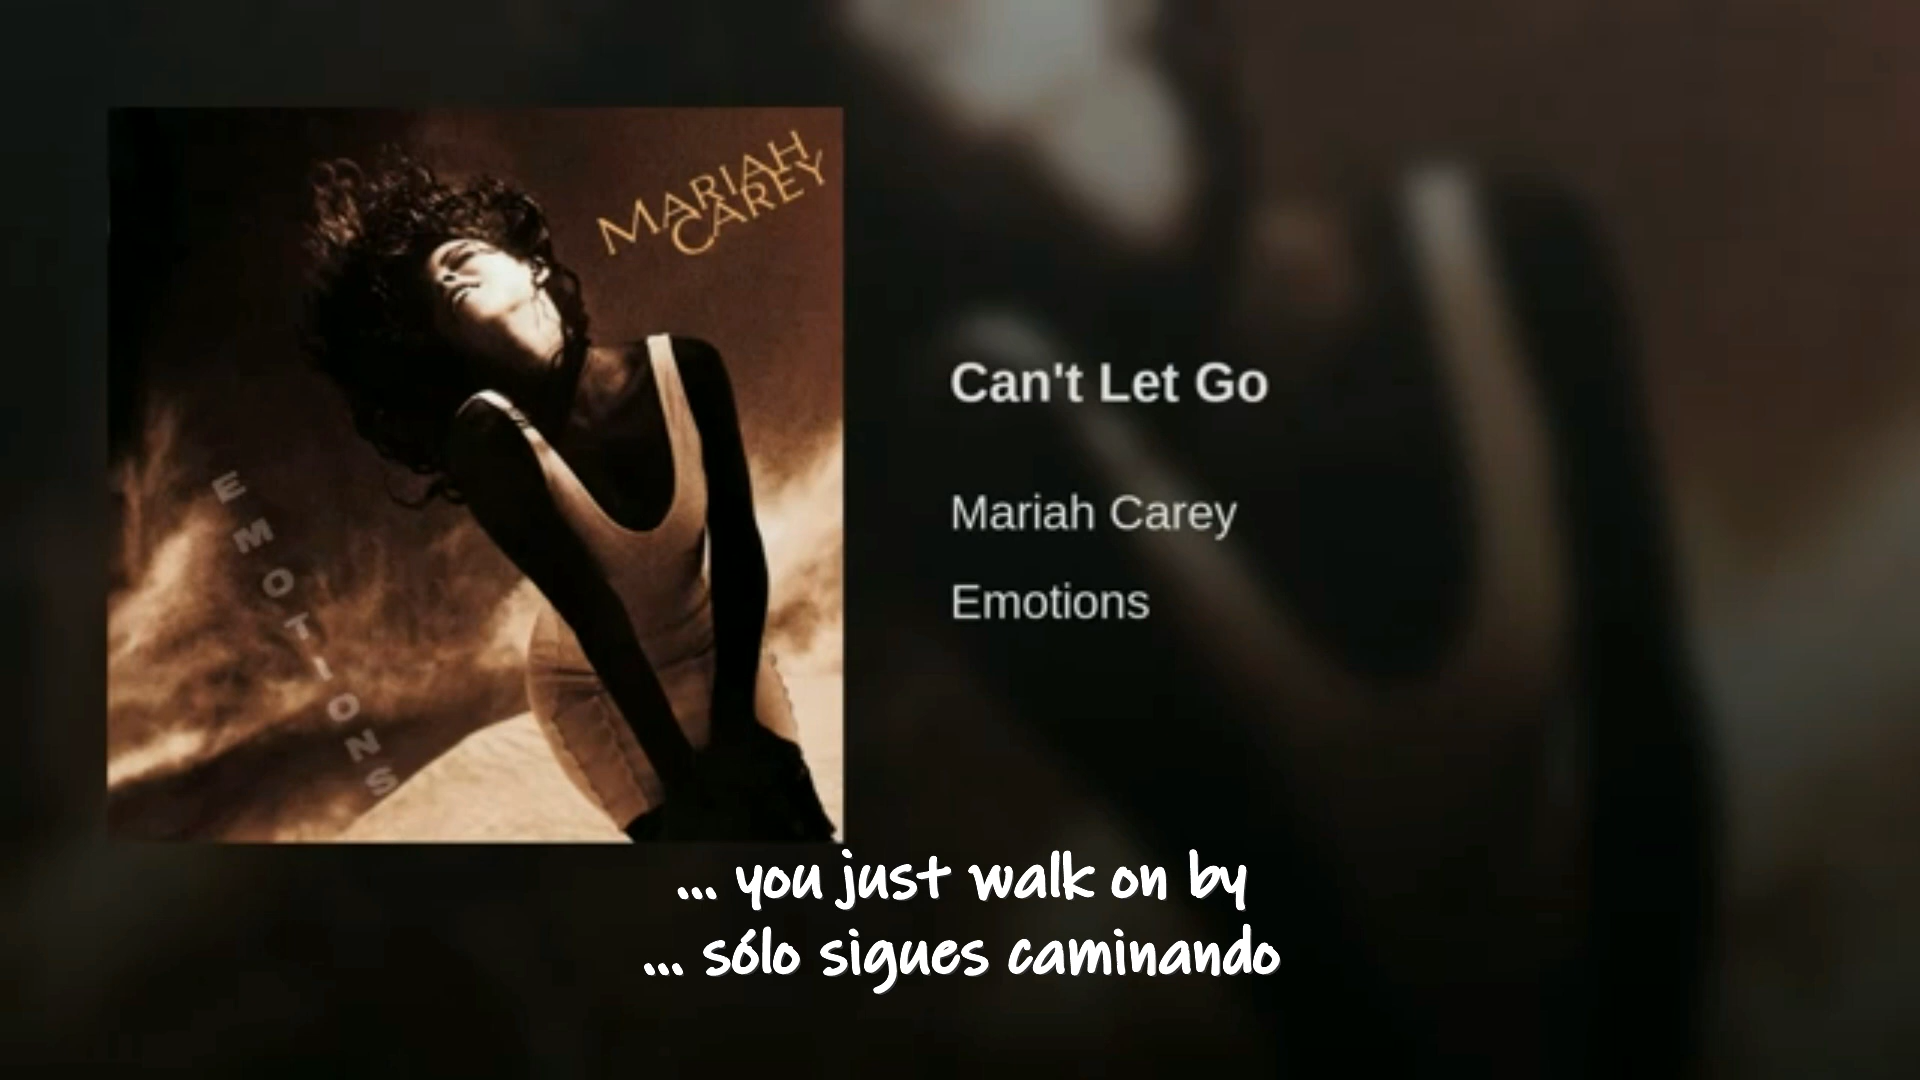 MARIAH
CAREY
EMOTIONS
Can't Let Go
Mariah Carey
Emotions
... you just walk on by
... sólo sigues caminando